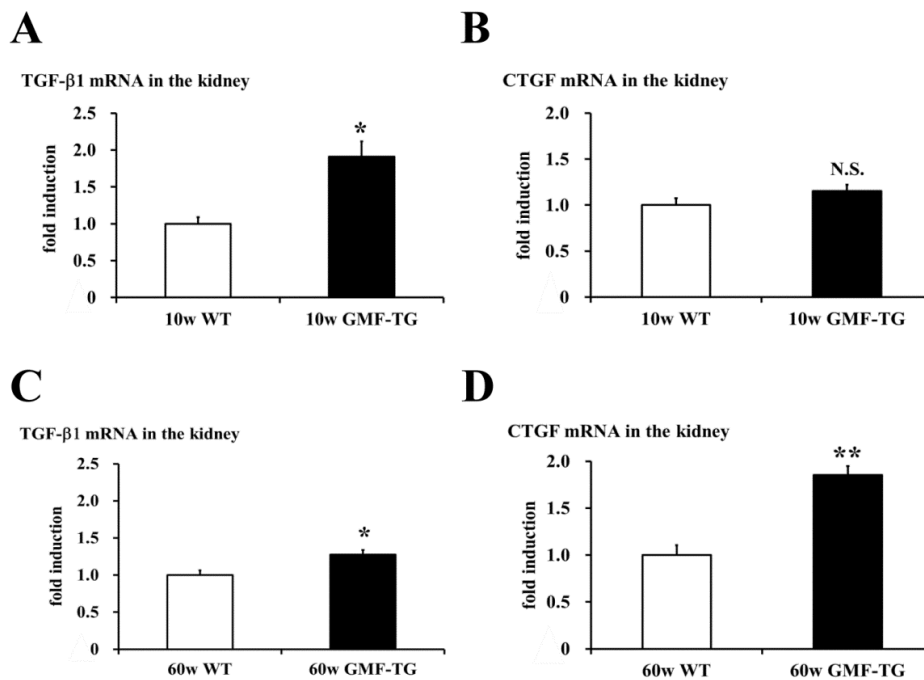 A
TGF-β1 mRNA in the kidney
fold induction
2.5
2.0
1.5
1.0
0.5
0
*
10w WT
10w GMF-TG
B
CTGF mRNA in the kidney
fold induction
2.0
1.5
1.0
0.5
0
N.S.
10w WT
10w GMF-TG
C
TGF-β1 mRNA in the kidney
fold induction
2.5
2.0
1.5
1.0
0.5
0
*
60w WT
60w GMF-TG
D
CTGF mRNA in the kidney
fold induction
2.0
1.5
1.0
0.5
0
**
60w WT
60w GMF-TG